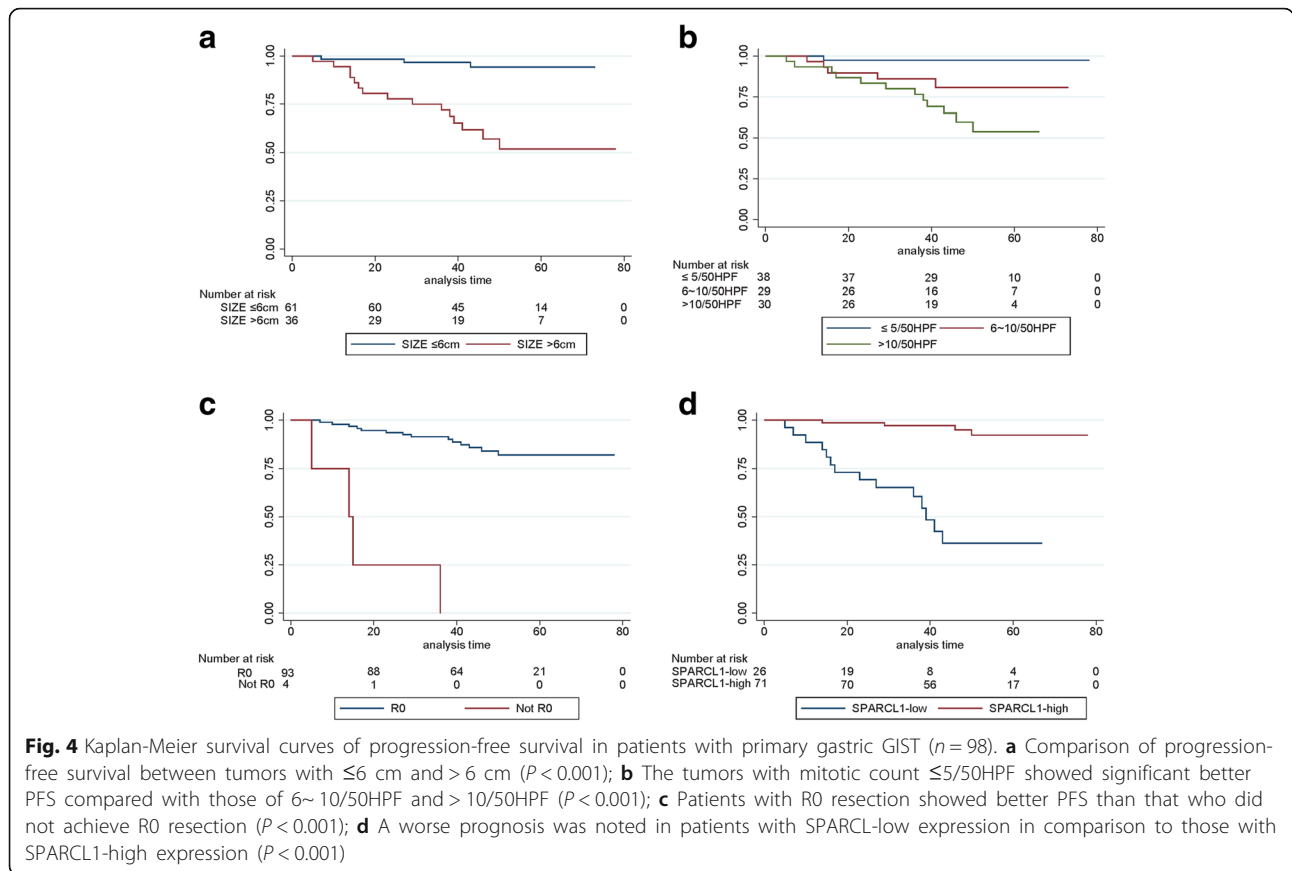 a
1.00
0.75
0.50
0.25
0.00
0 20 40 60 80
analysis time
Number at risk
SIZE ≤6cm 61 60 45 14 0
SIZE >6cm 36 29 19 7 0
SIZE ≤6cm SIZE >6cm
b
1.00
0.75
0.50
0.25
0.00
0 20 40 60 80
analysis time
Number at risk
≤ 5/50HPF 38 37 29 10 0
6~10/50HPF 29 26 16 7 0
>10/50HPF 30 26 19 4 0
≤ 5/50HPF 6~10/50HPF
>10/50HPF
c
1.00
0.75
0.50
0.25
0.00
0 20 40 60 80
analysis time
Number at risk
R0 93 88 64 21 0
Not R0 4 1 0 0 0
R0 Not R0
d
1.00
0.75
0.50
0.25
0.00
0 20 40 60 80
analysis time
Number at risk
SPARCL1-low 26 19 8 4 0
SPARCL1-high 71 70 56 17 0
SPARCL1-low SPARCL1-high
Fig. 4 Kaplan-Meier survival curves of progression-free survival in patients with primary gastric GIST (n = 98). a Comparison of progression-
free survival between tumors with ≤6 cm and > 6 cm (P < 0.001); b The tumors with mitotic count ≤5/50HPF showed significant better
PFS compared with those of 6~ 10/50HPF and > 10/50HPF (P < 0.001); c Patients with R0 resection showed better PFS than that who did
not achieve R0 resection (P < 0.001); d A worse prognosis was noted in patients with SPARCL-low expression in comparison to those with
SPARCL1-high expression (P < 0.001)